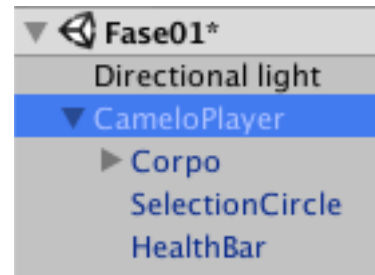 Fase01*
Directional light
CameloPlayer
Corpo
SelectionCircle
HealthBar